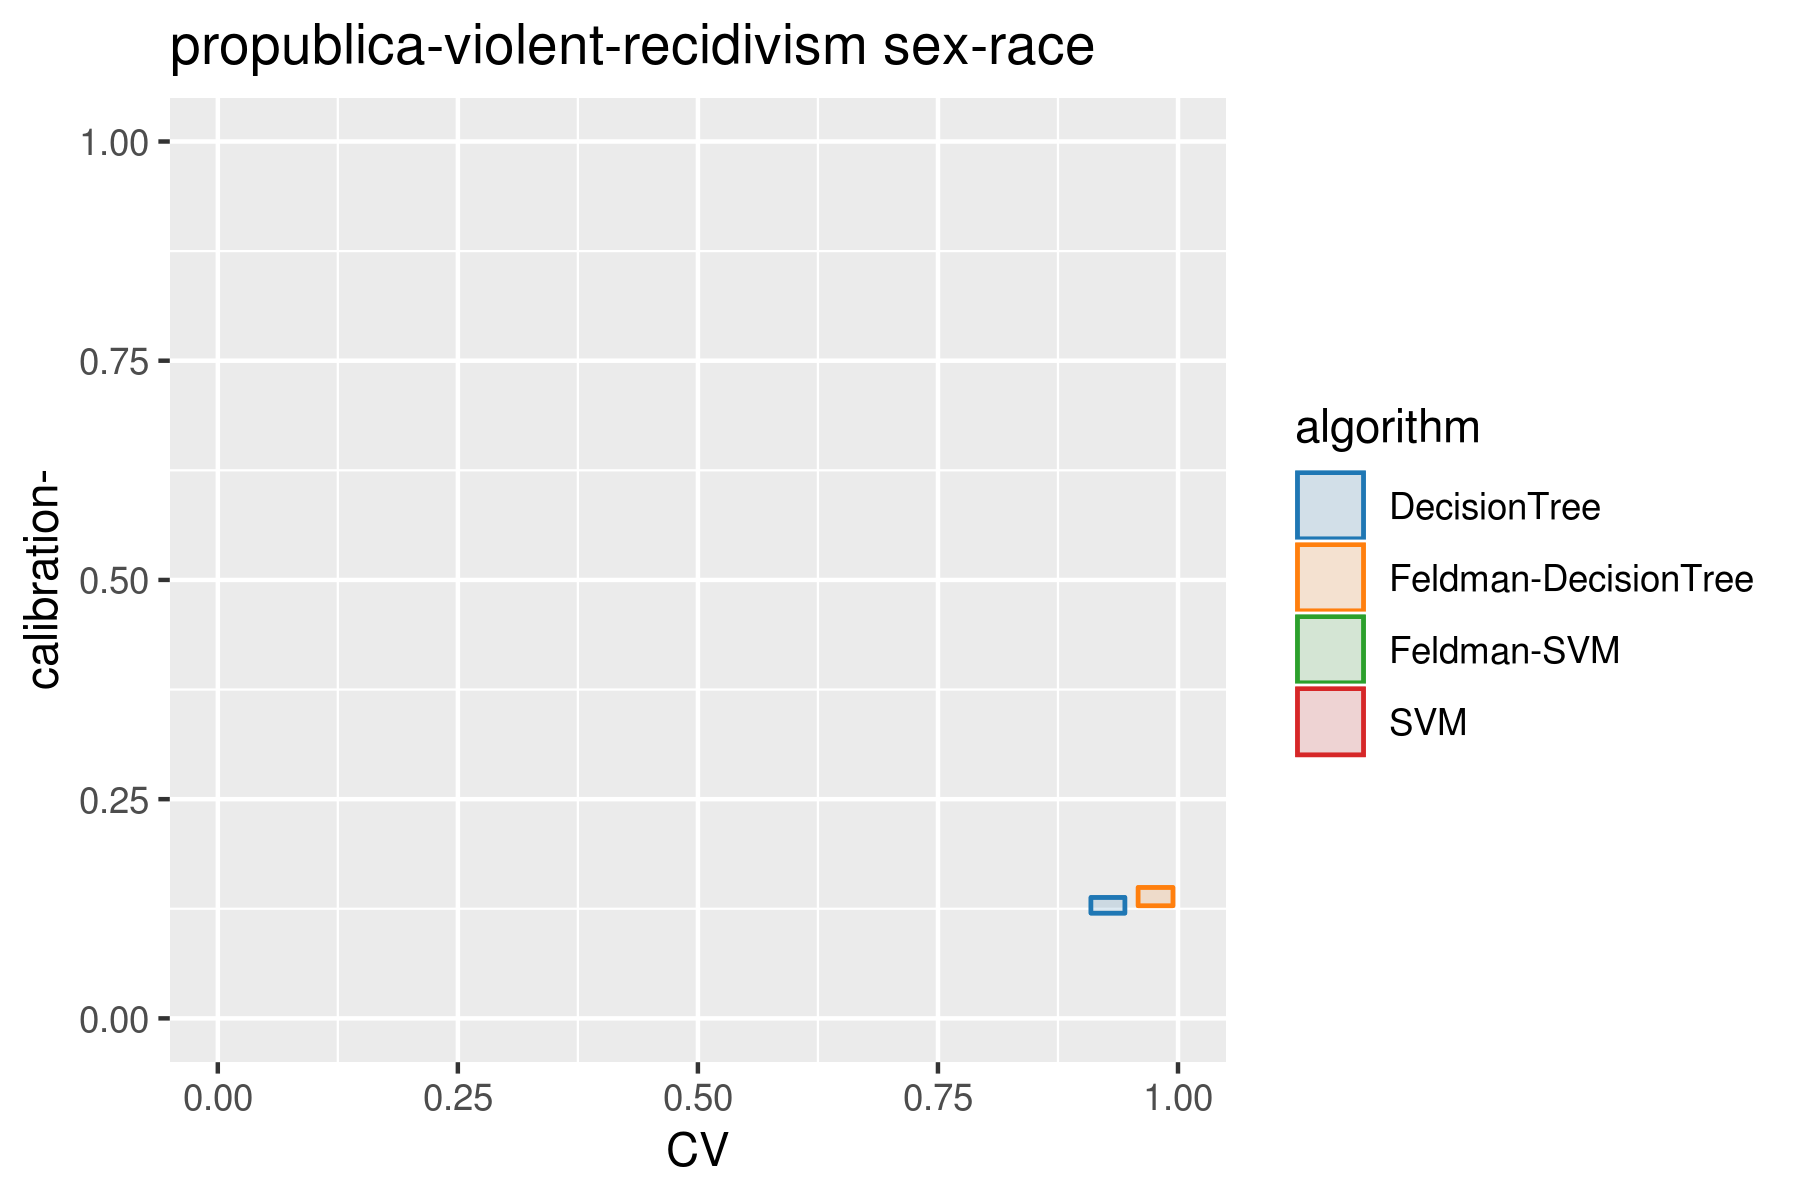 propublica-violent-recidivism sex-race
1.00
0.75
0.50
0.25
0.00
calibration-
0.00 0.25 0.50 0.75 1.00
CV
algorithm
DecisionTree
Feldman-DecisionTree
Feldman-SVM
SVM